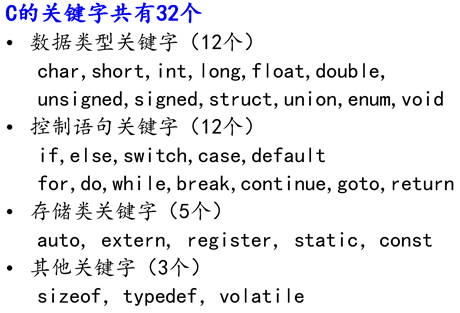 C的关键字共有32个
• 数据类型关键字（12个）
char,short,int,long,float,double,
unsigned,signed,struct,union,enum,void
• 控制语句关键字（12个）
if,else,switch,case,default
for,do,while,break,continue,goto,return
• 存储类关键字（5个）
auto, extern, register, static, const
• 其他关键字（3个）
sizeof, typedef, volatile